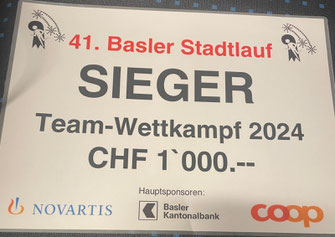 41. Basler Stadtlauf
SIEGER
Team-Wettkampf 2024
CHF 1`000.--
Hauptsponsoren:
NOVARTIS
Basler
Kantonalbank
coop